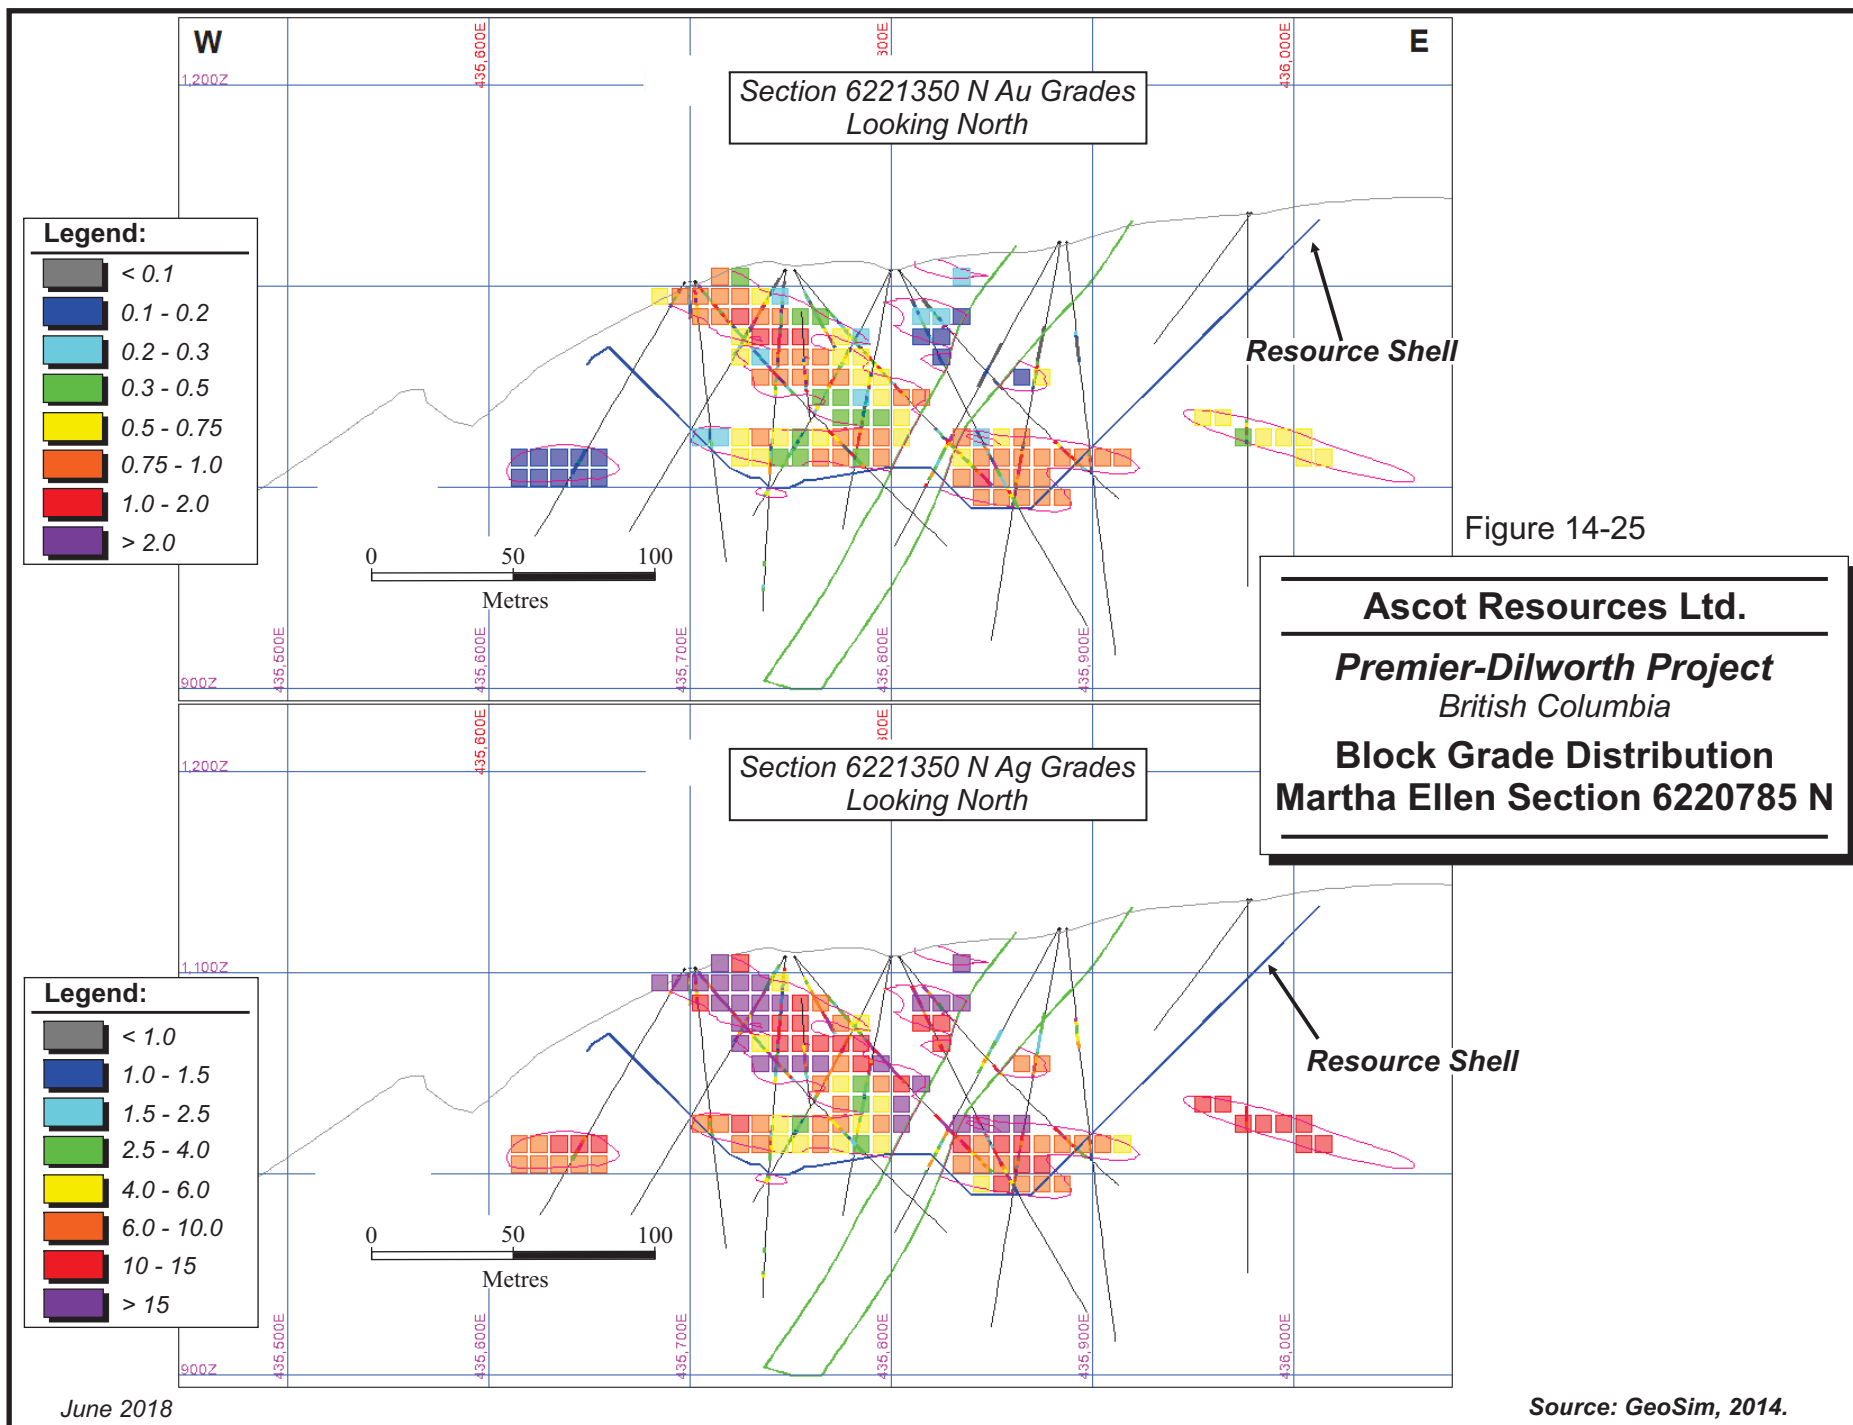 W
E
435,600E
800E
436,000E
1,200Z
Section 6221350 N Au Grades
Looking North
Legend:
< 0.1
0.1 - 0.2
0.2 - 0.3
0.3 - 0.5
0.5 - 0.75
0.75 - 1.0
1.0 - 2.0
> 2.0
Resource Shell
0 50 100
Metres
435,500E
435,600E
435,700E
435,800E
435,900E
900Z
Figure 14-25
Ascot Resources Ltd.
Premier-Dilworth Project
British Columbia
Block Grade Distribution
Martha Ellen Section 6220785 N
435,600E
1,200Z
Section 6221350 N Ag Grades
Looking North
1,100Z
Legend:
< 1.0
1.0 - 1.5
1.5 - 2.5
2.5 - 4.0
4.0 - 6.0
6.0 - 10.0
10 - 15
> 15
Resource Shell
0 50 100
Metres
435,500E
435,600E
435,700E
435,800E
435,900E
436,000E
900Z
June 2018
Source: GeoSim, 2014.